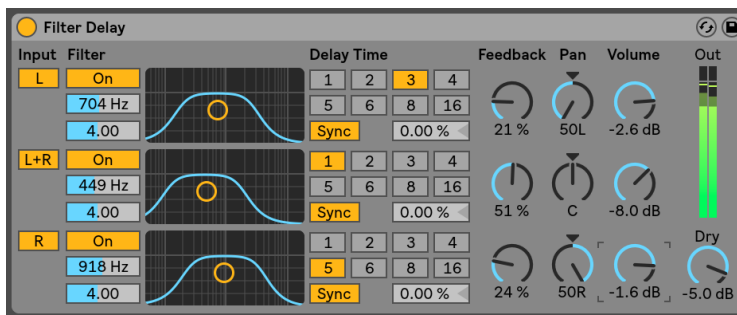 Filter Delay
Input Filter Delay Time Feedback Pan Volume Out
L On 1 2 3 4
704 Hz 5 6 8 16
4.00 Sync 0.00 % 21 % 50L -2.6 dB
L+R On 1 2 3 4
449 Hz 5 6 8 16
4.00 Sync 0.00 % 51 % C -8.0 dB
R On 1 2 3 4 Dry
918 Hz 5 6 8 16
4.00 Sync 0.00 % 24 % 50R -1.6 dB -5.0 dB